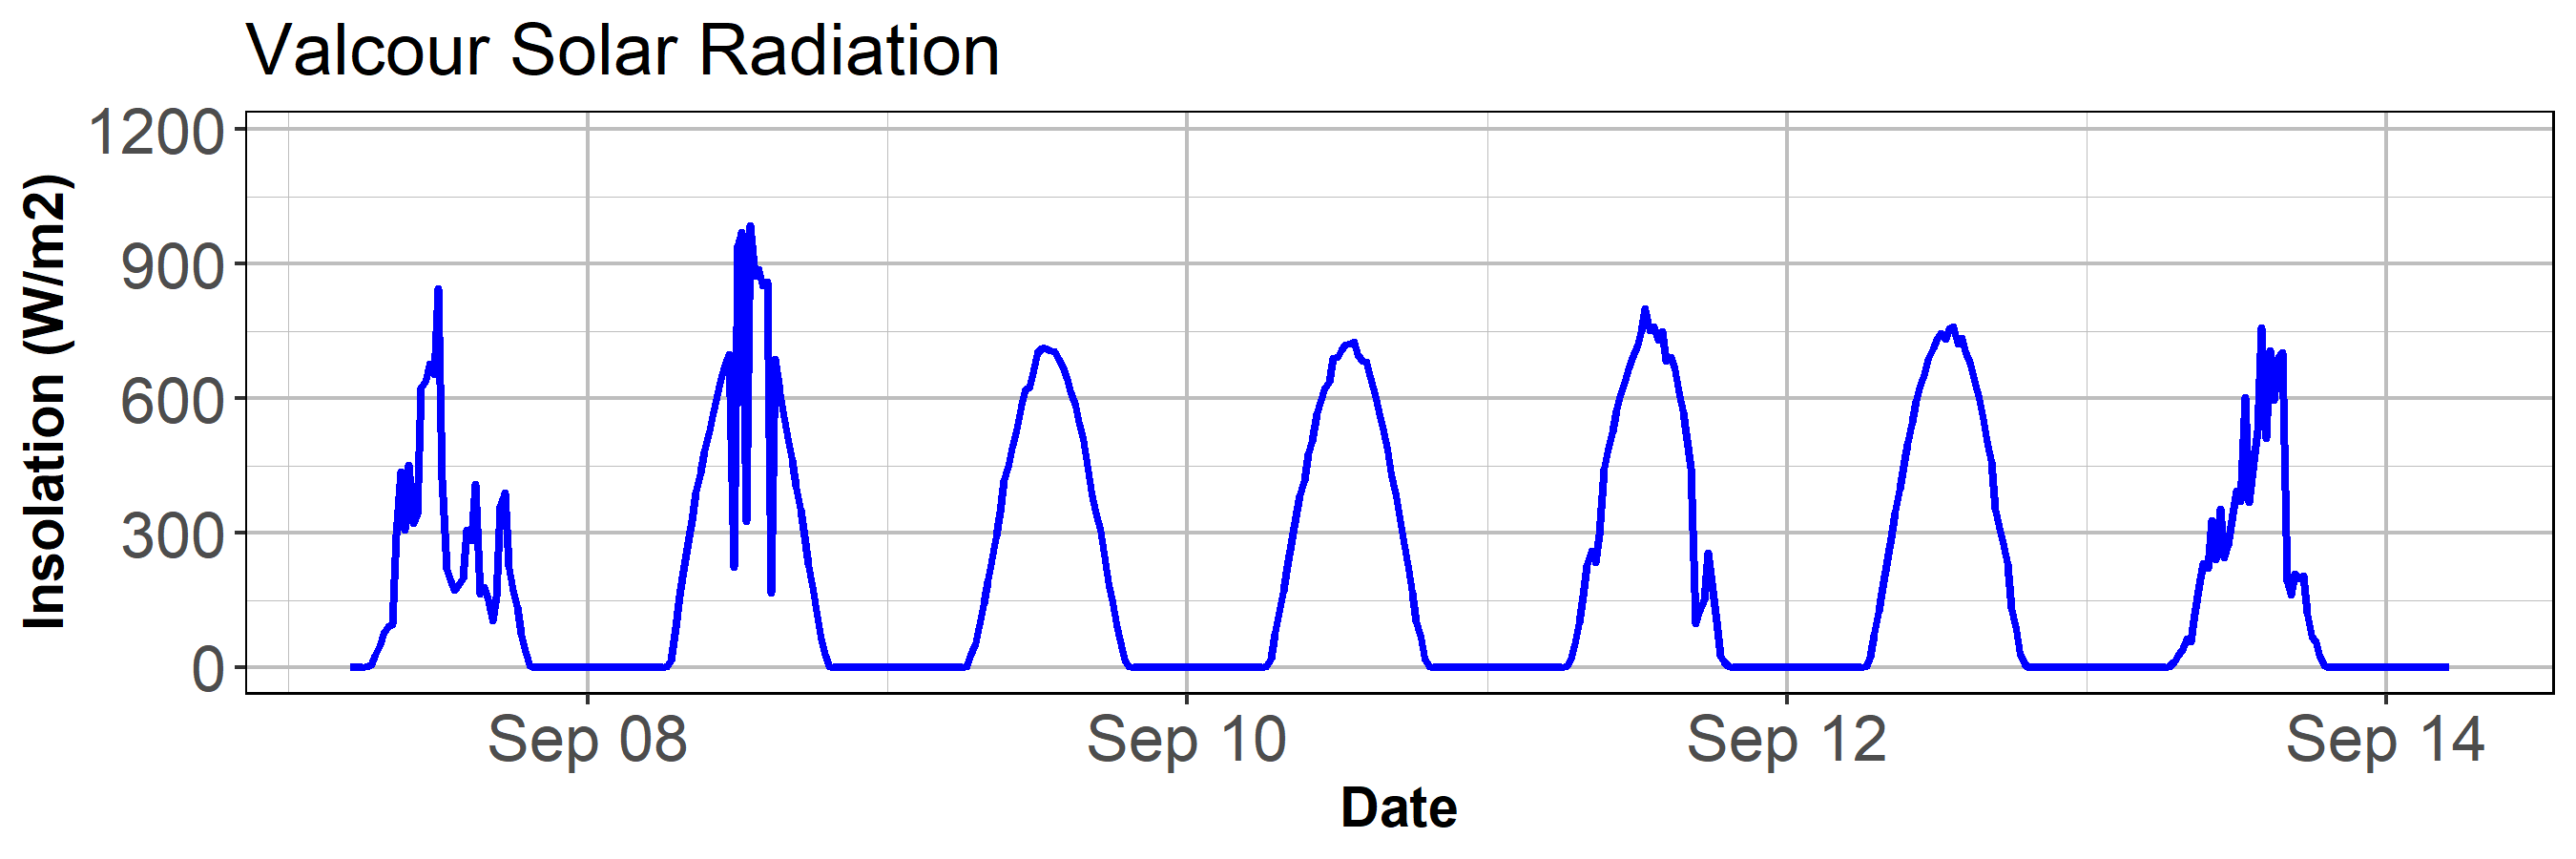 Valcour Solar Radiation
1200
900
600
300
0
Insolation (W/m2)
Sep 08
Sep 10
Sep 12
Sep 14
Date